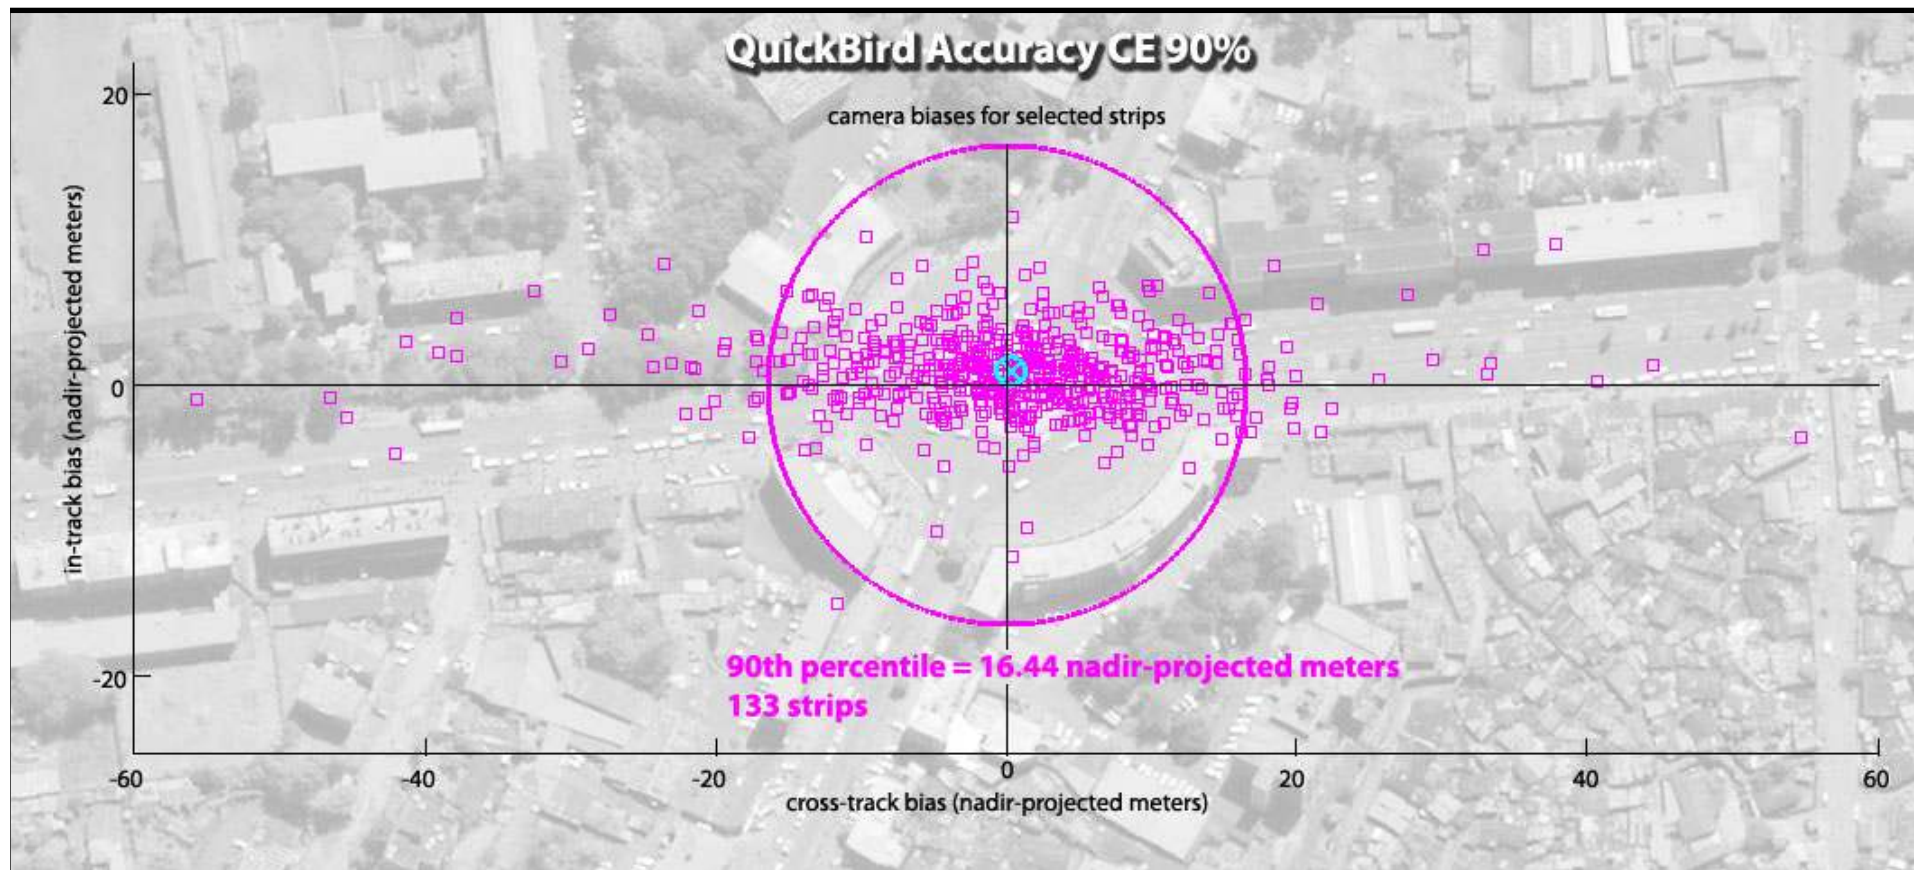 QuickBird Accuracy CE 90%
camera biases for selected strips
20
0
-20
in-track bias (nadir-projected meters)
90th percentile = 16.44 nadir-projected meters
133 strips
-60 -40 -20 0 20 40 60
cross-track bias (nadir-projected meters)